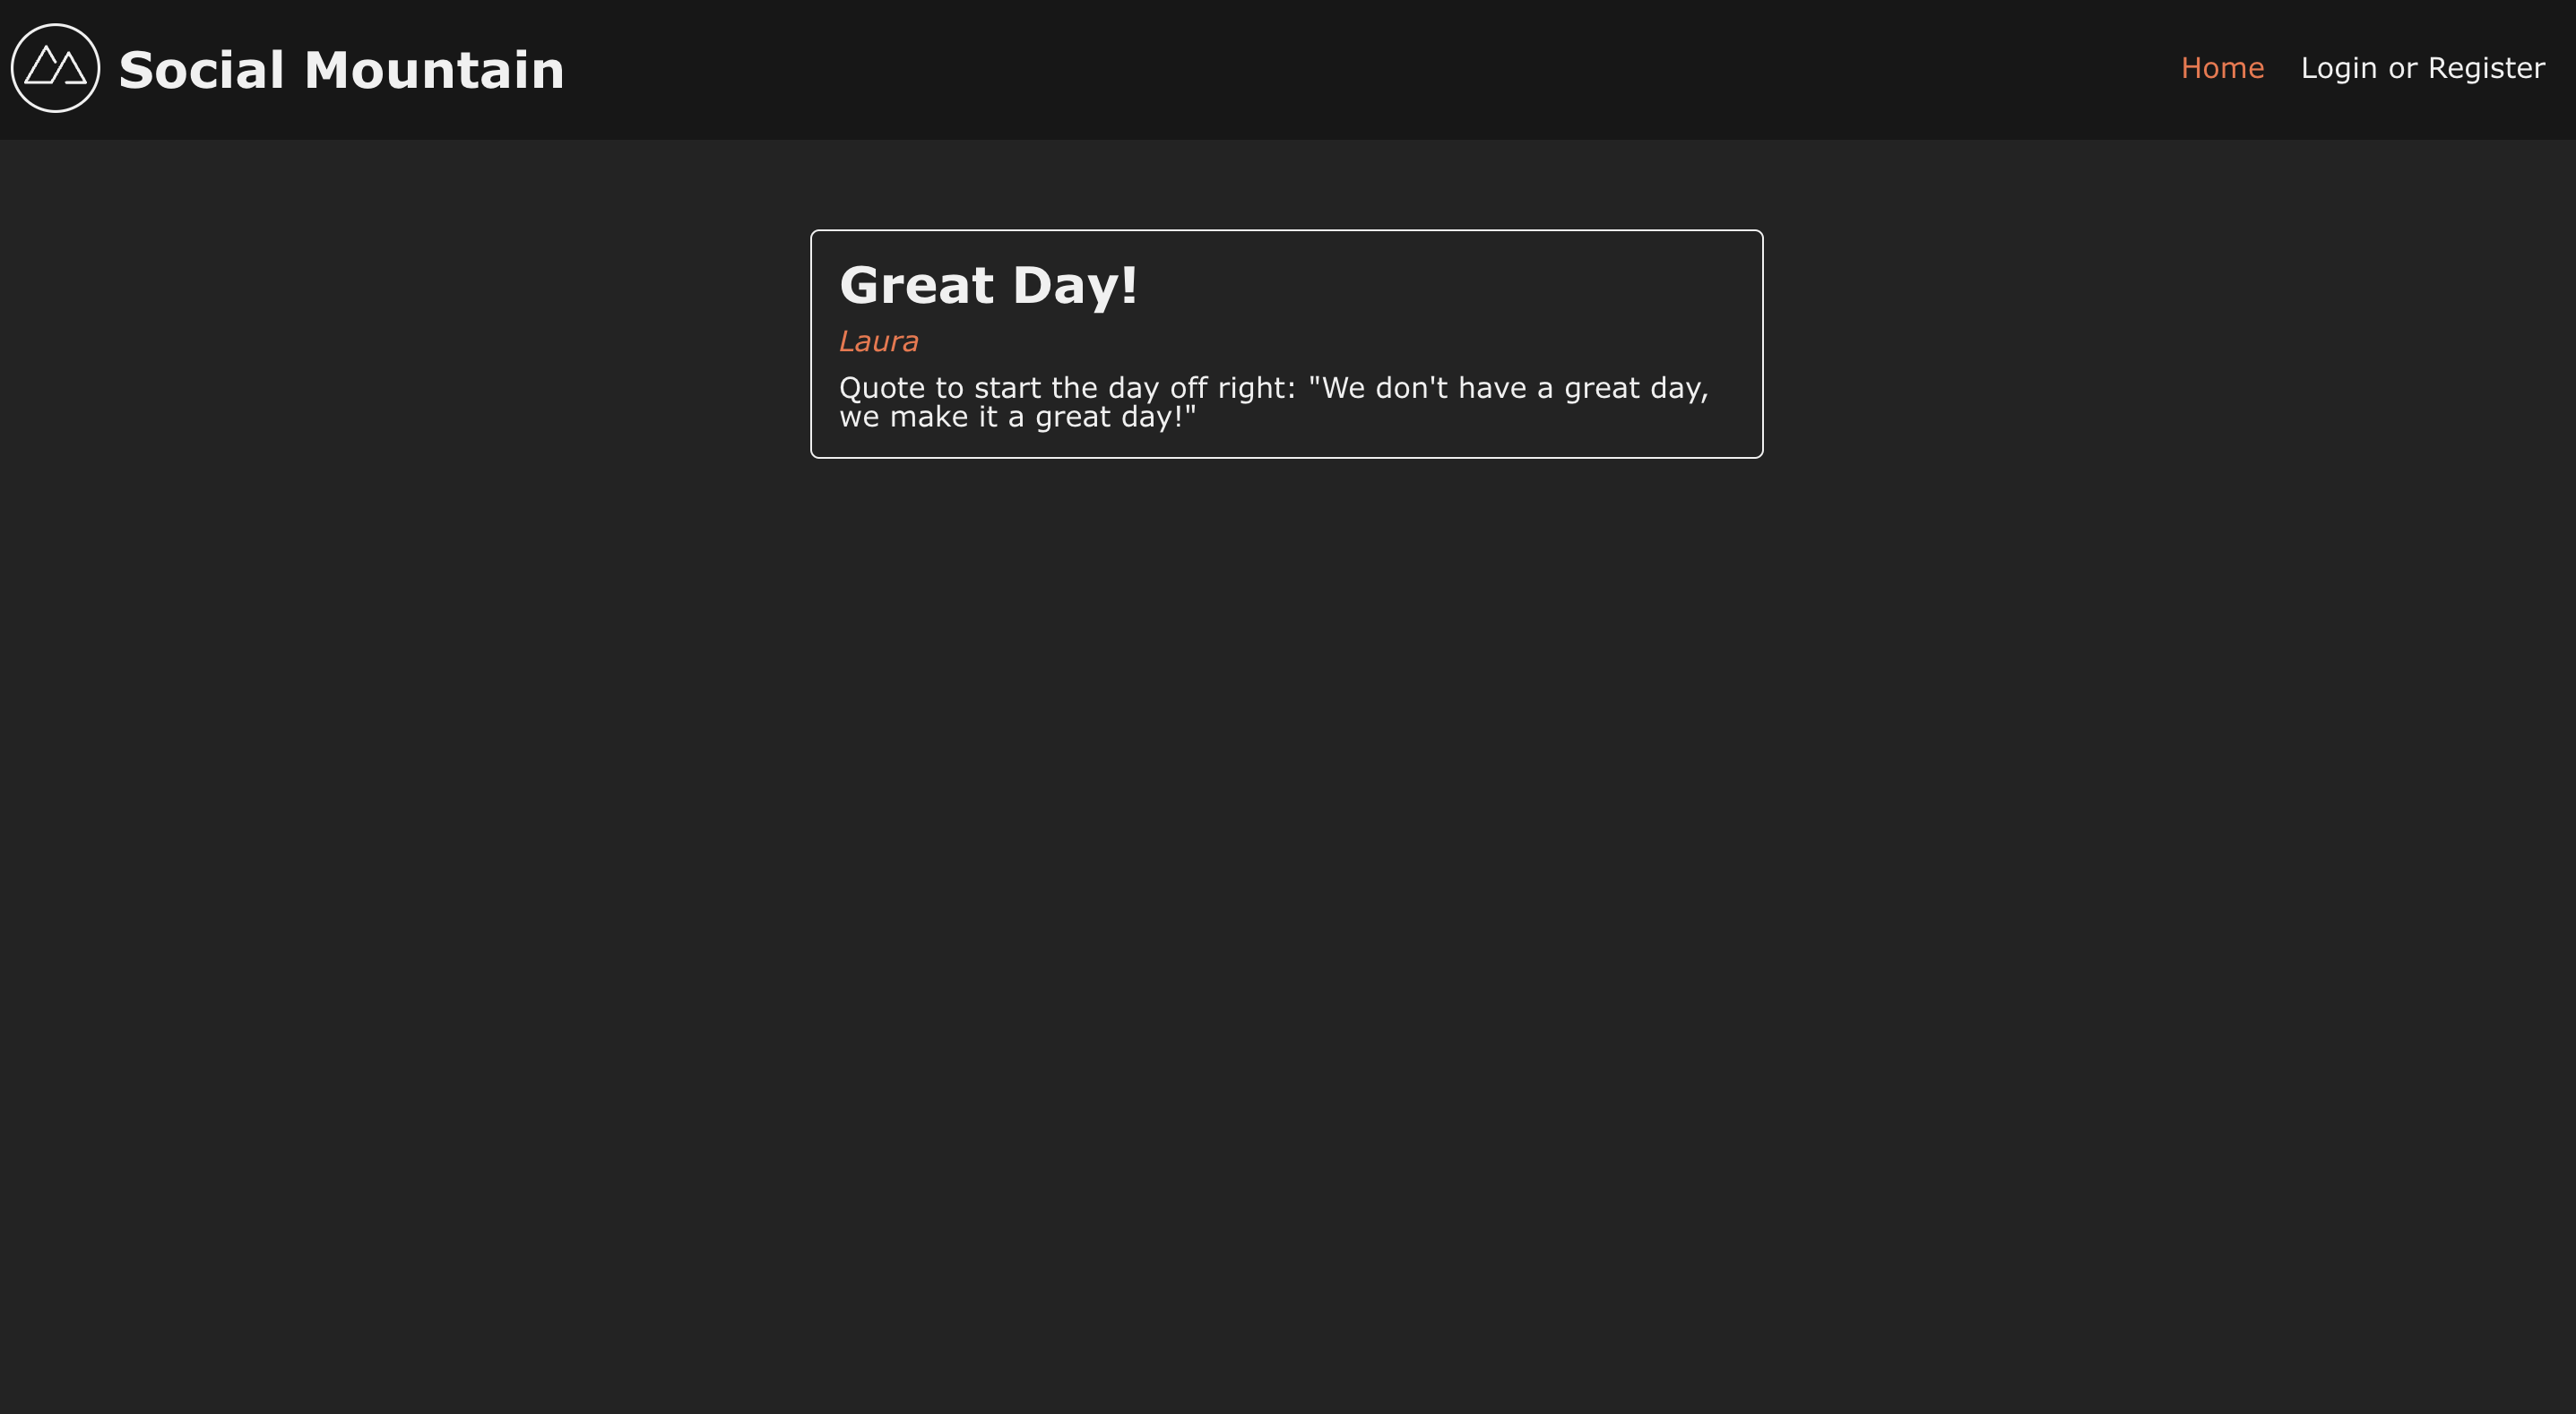 Social Mountain
Home
Login or Register
Great Day!
Laura
Quote to start the day off right: "We don't have a great day,
we make it a great day!"